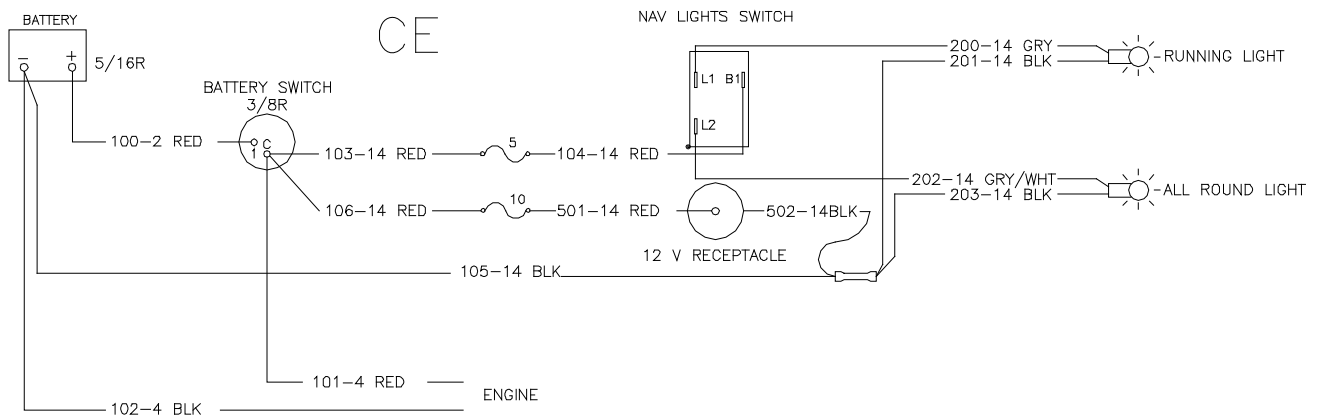 BATTERY
CE
NAV LIGHTS SWITCH
− +
5/16R
200-14 GRY
201-14 BLK
RUNNING LIGHT
BATTERY SWITCH
3/8R
L1 B1
L2
100-2 RED
C
1
103-14 RED
5
104-14 RED
202-14 GRY/WHT
203-14 BLK
ALL ROUND LIGHT
106-14 RED
10
501-14 RED
502-14BLK
12 V RECEPTACLE
105-14 BLK
101-4 RED
ENGINE
102-4 BLK